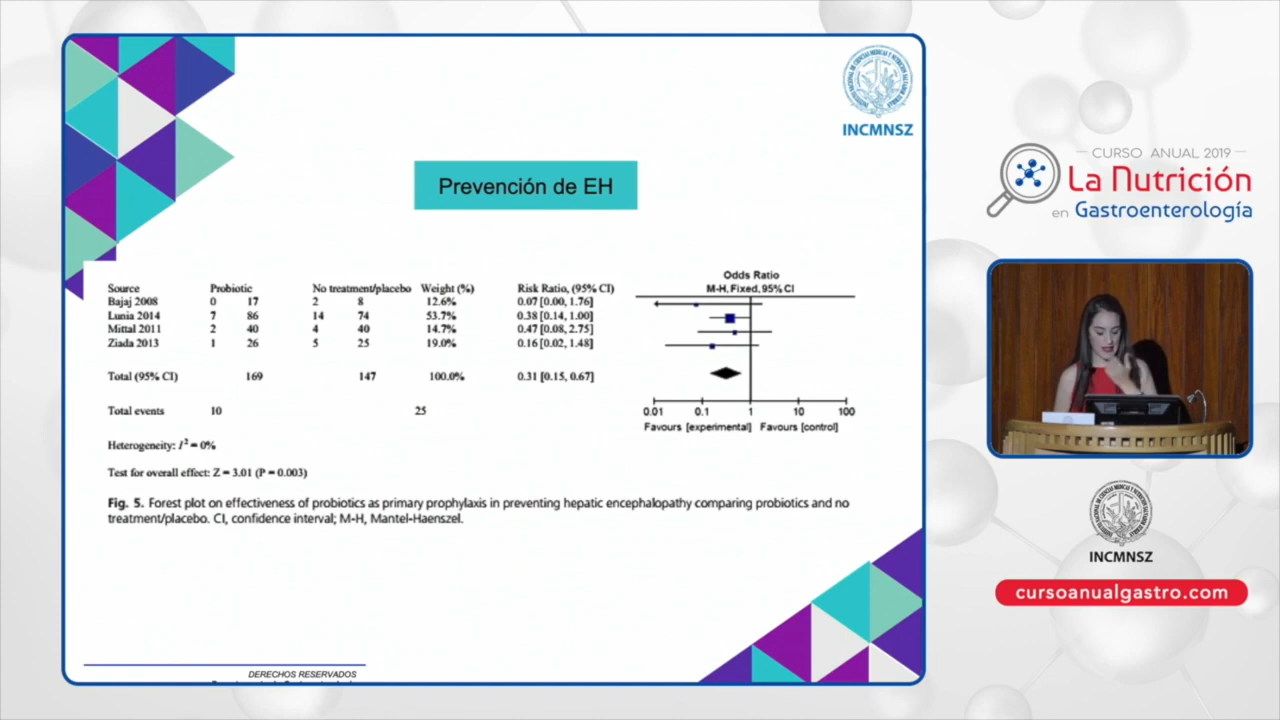 INCMNSZ
Prevención de EH
Odds Ratio
Source Probiotic No treatment/placebo Weight (%) Risk Ratio, (95% CI) M-H, Fixed, 95% CI
Bajaj 2008 0 17 2 8 12.6% 0.07 [0.00, 1.76]
Lunia 2014 7 86 14 74 53.7% 0.38 [0.14, 1.00]
Mittal 2011 2 40 4 40 14.7% 0.47 [0.08, 2.75]
Ziada 2013 1 26 5 25 19.0% 0.16 [0.02, 1.48]
Total (95% CI) 169 147 100.0% 0.31 [0.15, 0.67]
Total events 10 25
0.01 0.1 1 10 100
Favours [experimental] Favours [control]
Heterogeneity: I² = 0%
Test for overall effect: Z = 3.01 (P = 0.003)
Fig. 5. Forest plot on effectiveness of probiotics as primary prophylaxis in preventing hepatic encephalopathy comparing probiotics and no
treatment/placebo. CI, confidence interval; M-H, Mantel-Haenszel.
DERECHOS RESERVADOS
CURSO ANUAL 2019
La Nutrición
en Gastroenterología
INCMNSZ
cursoanualgastro.com